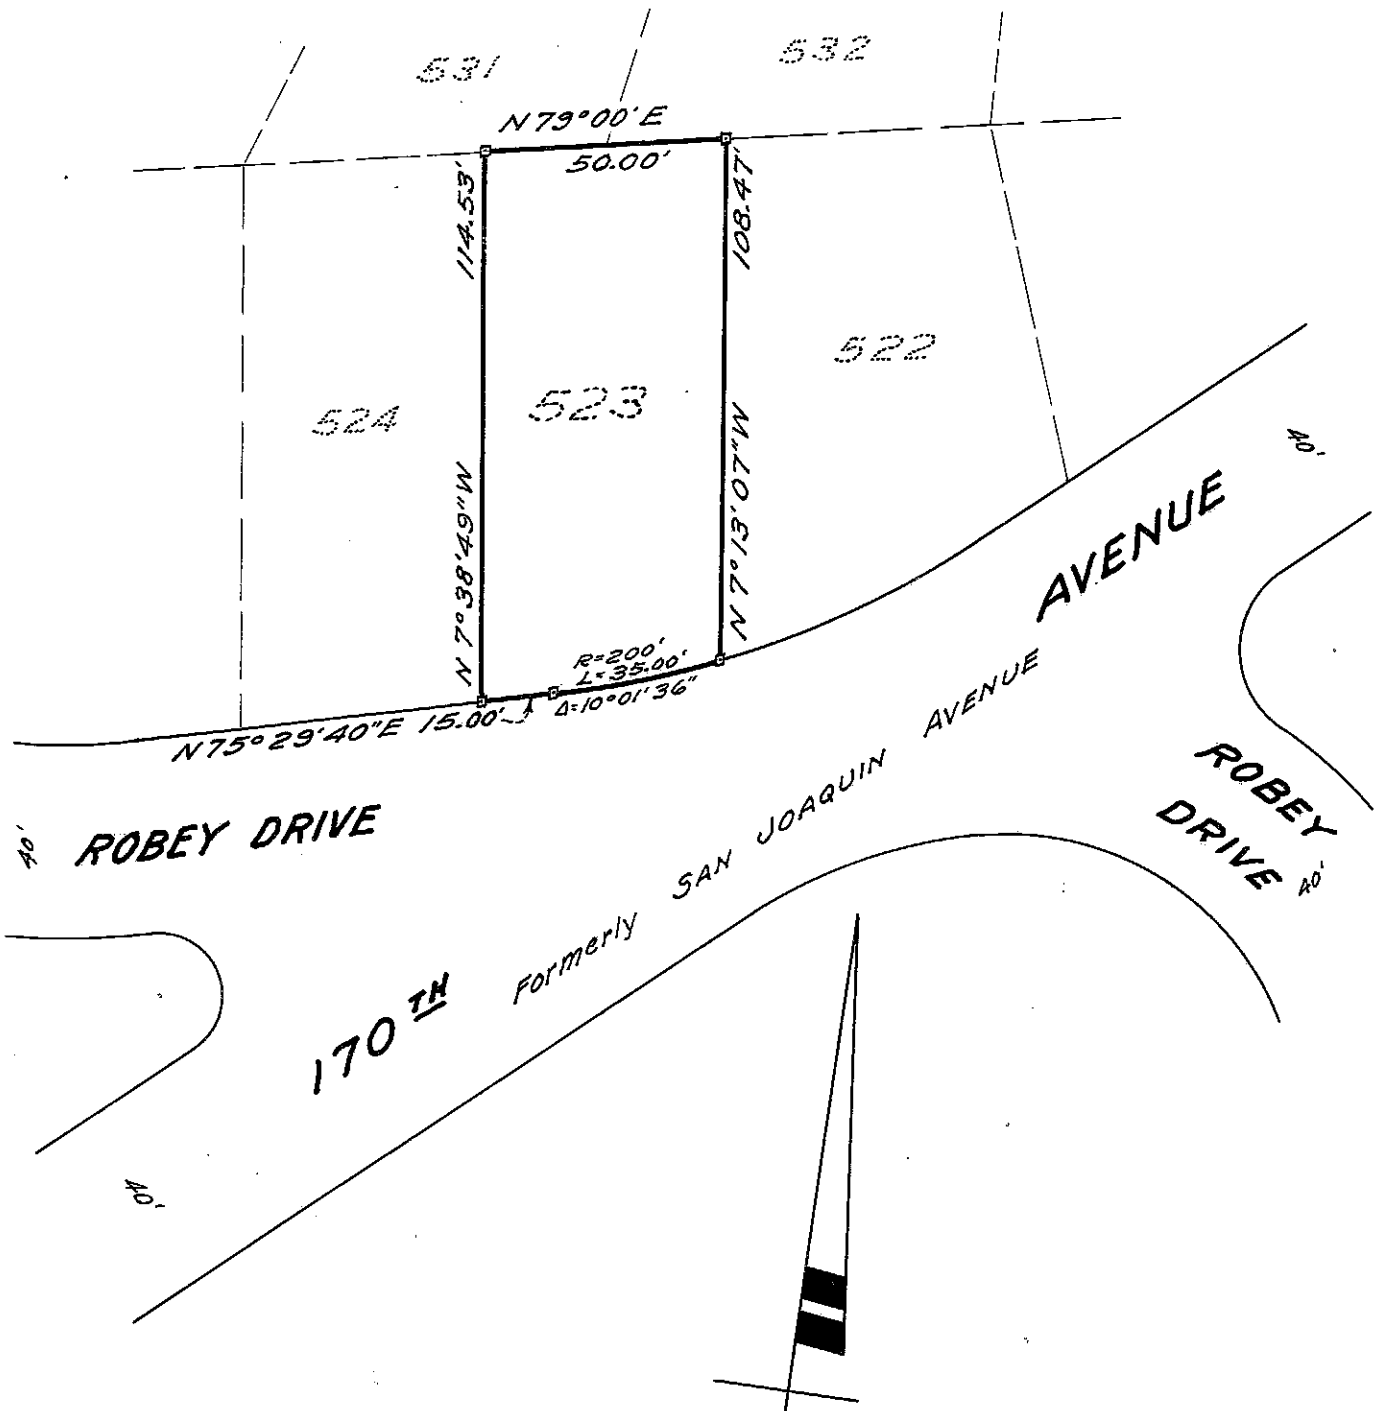 531
532
N 79° 00' E
50.00'
114.53'
108.47'
524
523
522
N 7° 38' 49" W
N 7° 13' 07" W
R=200'
L=35.00'
Δ=10°01'36"
N 75° 29' 40" E 15.00'
40'
AVENUE
ROBEY DRIVE
40'
ROBEY
DRIVE
40'
170TH
Formerly SAN JOAQUIN AVENUE
40'